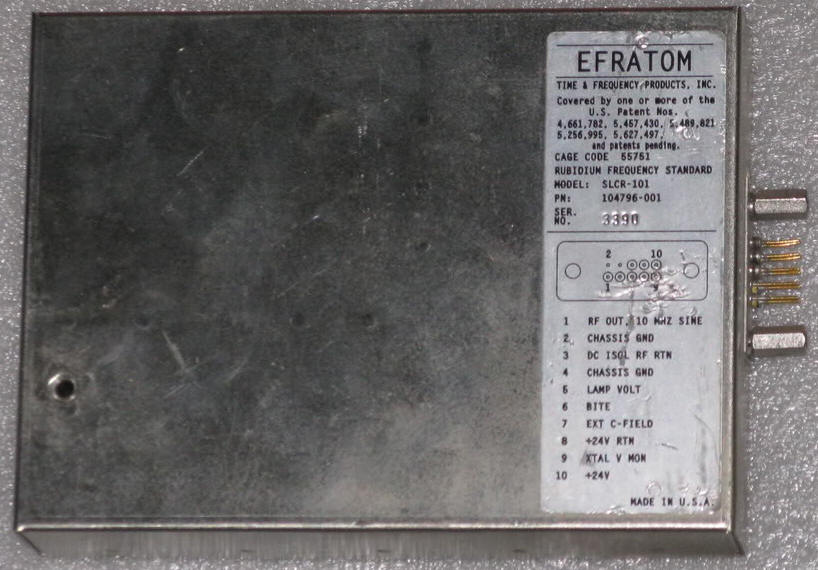 EFRATOM
TIME & FREQUENCY PRODUCTS, INC.
Covered by one or more of the
U.S. Patent Nos.
4,661,782, 5,457,430, 5,489,821
5,256,995, 5,627,497,
and patents pending.
CAGE CODE 55761
RUBIDIUM FREQUENCY STANDARD
MODEL: SLCR-101
PN: 104796-001
SER. NO. 3390
2 10
1 9
1 RF OUT, 10 MHZ SINE
2 CHASSIS GND
3 DC ISOL RF RTN
4 CHASSIS GND
5 LAMP VOLT
6 BITE
7 EXT C-FIELD
8 +24V RTN
9 XTAL V MON
10 +24V
MADE IN U.S.A.